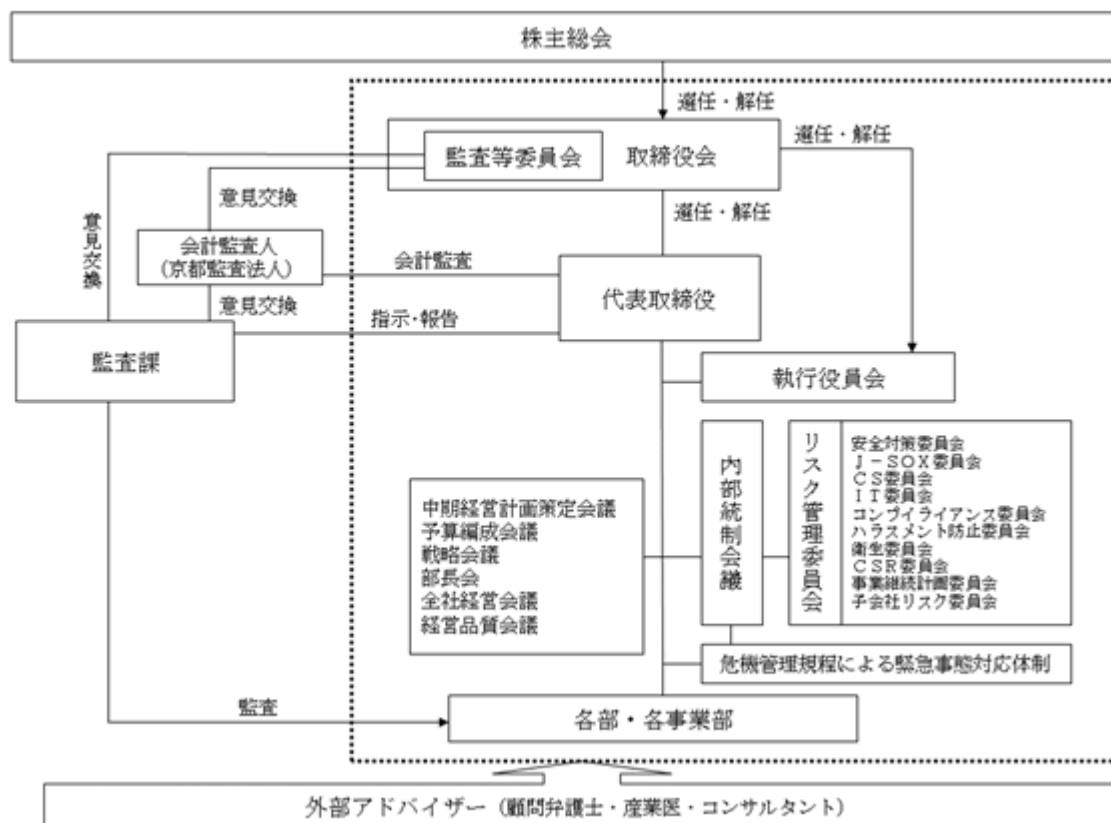 株主総会
選任・解任
監査等委員会
取締役会
選任・解任
意見交換
選任・解任
意見交換
会計監査人
(京都監査法人)
会計監査
代表取締役
意見交換
指示・報告
監査課
執行役員会
内部統制会議
リスク管理委員会
安全対策委員会
J-SOX委員会
CS委員会
IT委員会
コンプイライアンス委員会
ハラスメント防止委員会
衛生委員会
CSR委員会
事業継続計画委員会
子会社リスク委員会
中期経営計画策定会議
予算編成会議
戦略会議
部長会
全社経営会議
経営品質会議
危機管理規程による緊急事態対応体制
監査
各部・各事業部
外部アドバイザー(顧問弁護士・産業医・コンサルタント)